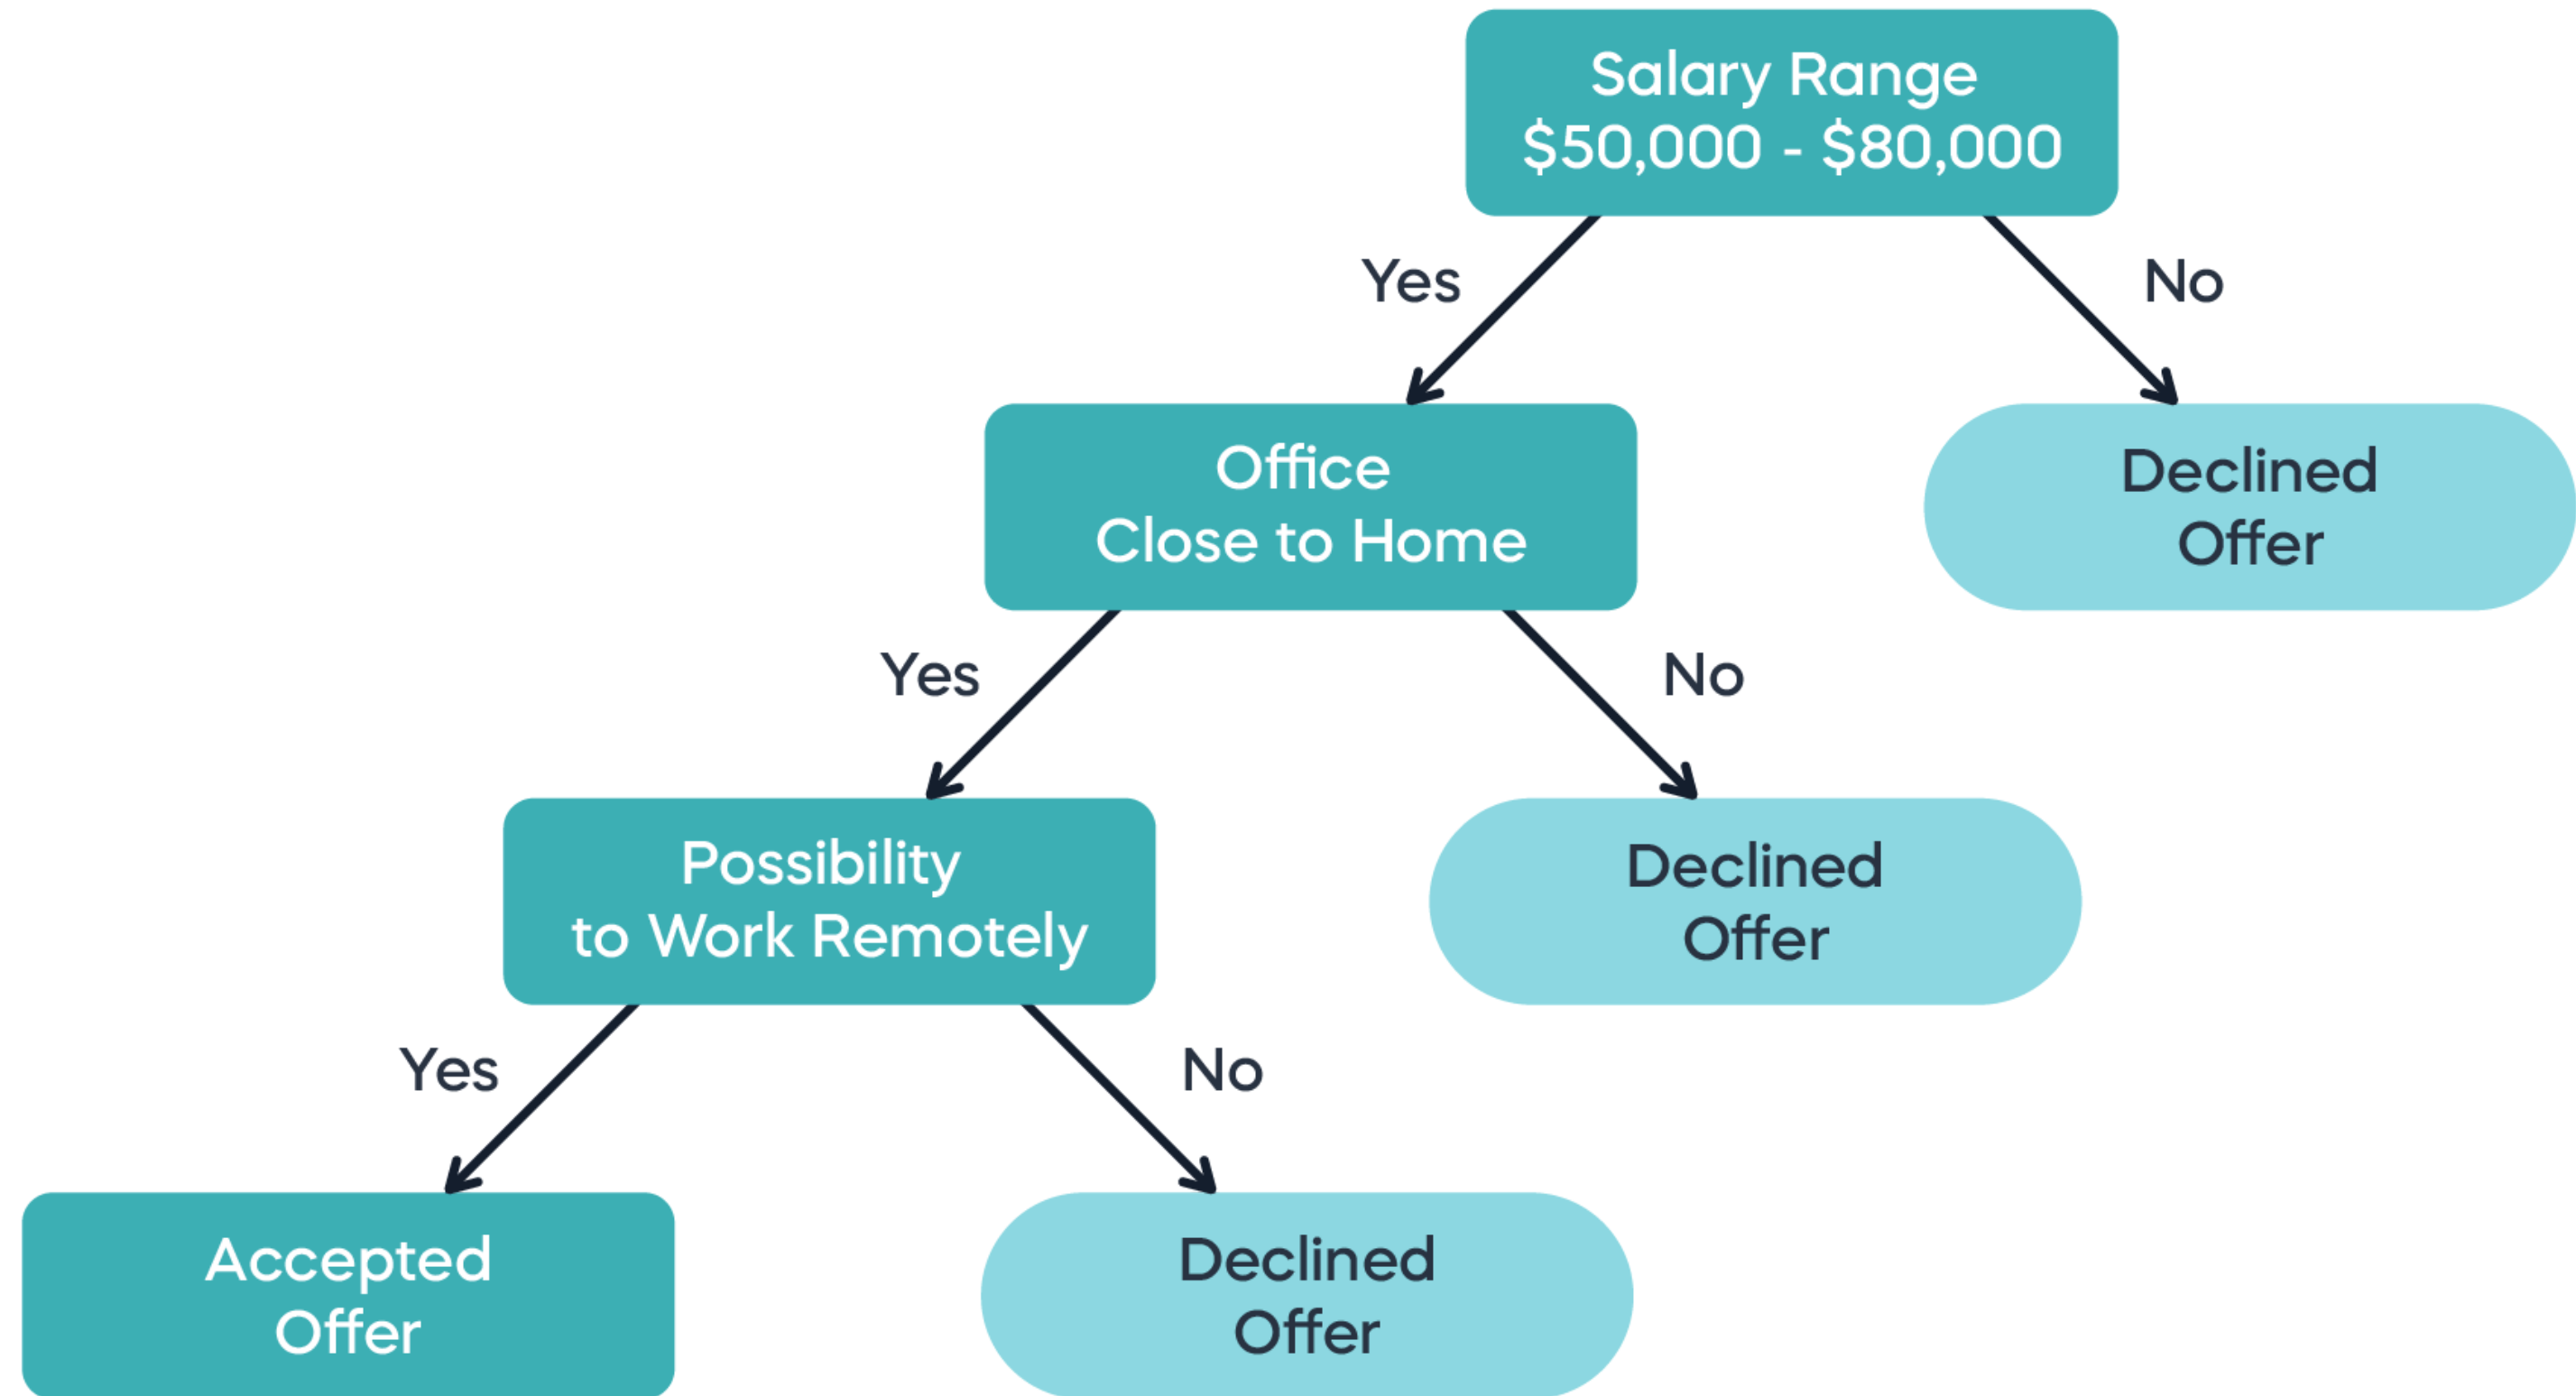 Salary Range
$50,000 - $80,000
Yes
No
Office
Close to Home
Declined
Offer
Yes
No
Possibility
to Work Remotely
Declined
Offer
Yes
No
Accepted
Offer
Declined
Offer